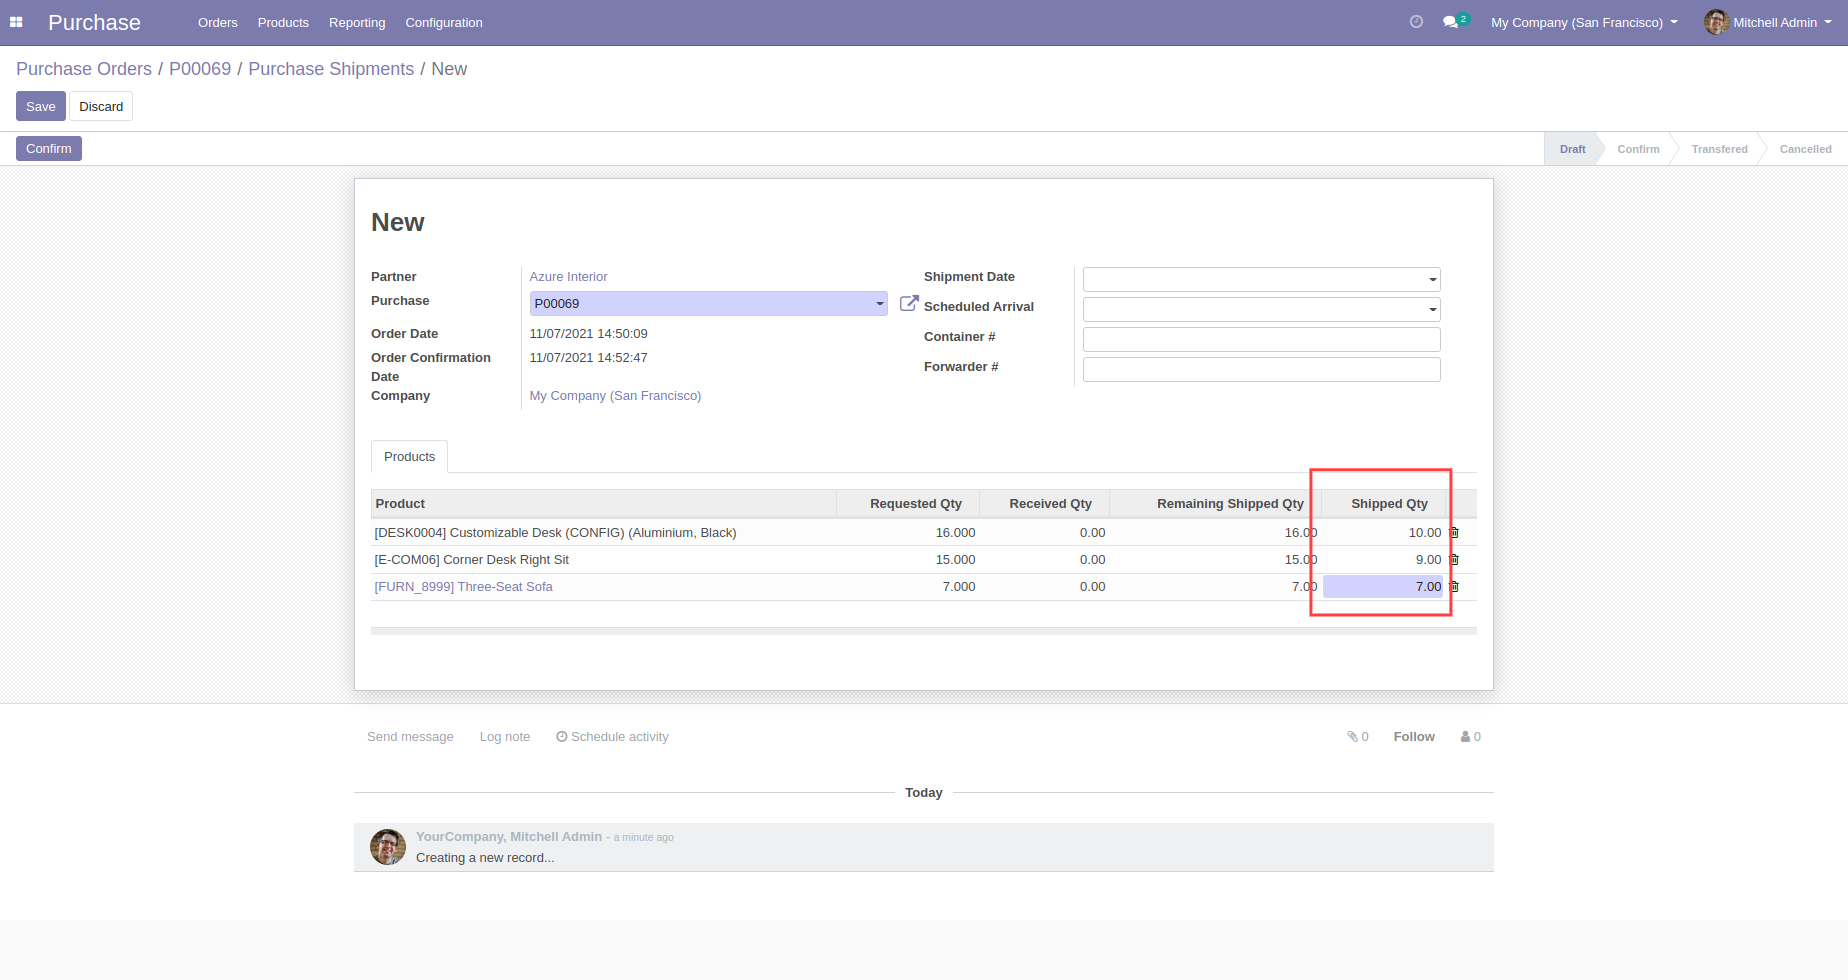 Purchase Orders Products Reporting Configuration 2 My Company (San Francisco) Mitchell Admin
Purchase Orders / P00069 / Purchase Shipments / New
Save Discard
Confirm Draft Confirm Transfered Cancelled
New
Partner Azure Interior Shipment Date
Purchase P00069 Scheduled Arrival
Order Date 11/07/2021 14:50:09 Container #
Order Confirmation Date 11/07/2021 14:52:47 Forwarder #
Company My Company (San Francisco)
Products
Product Requested Qty Received Qty Remaining Shipped Qty Shipped Qty
[DESK0004] Customizable Desk (CONFIG) (Aluminium, Black) 16.000 0.00 16.00 10.00
[E-COM06] Corner Desk Right Sit 15.000 0.00 15.00 9.00
[FURN_8999] Three-Seat Sofa 7.000 0.00 7.00 7.00
Send message Log note Schedule activity 0 Follow 0
Today
YourCompany, Mitchell Admin - a minute ago
Creating a new record...